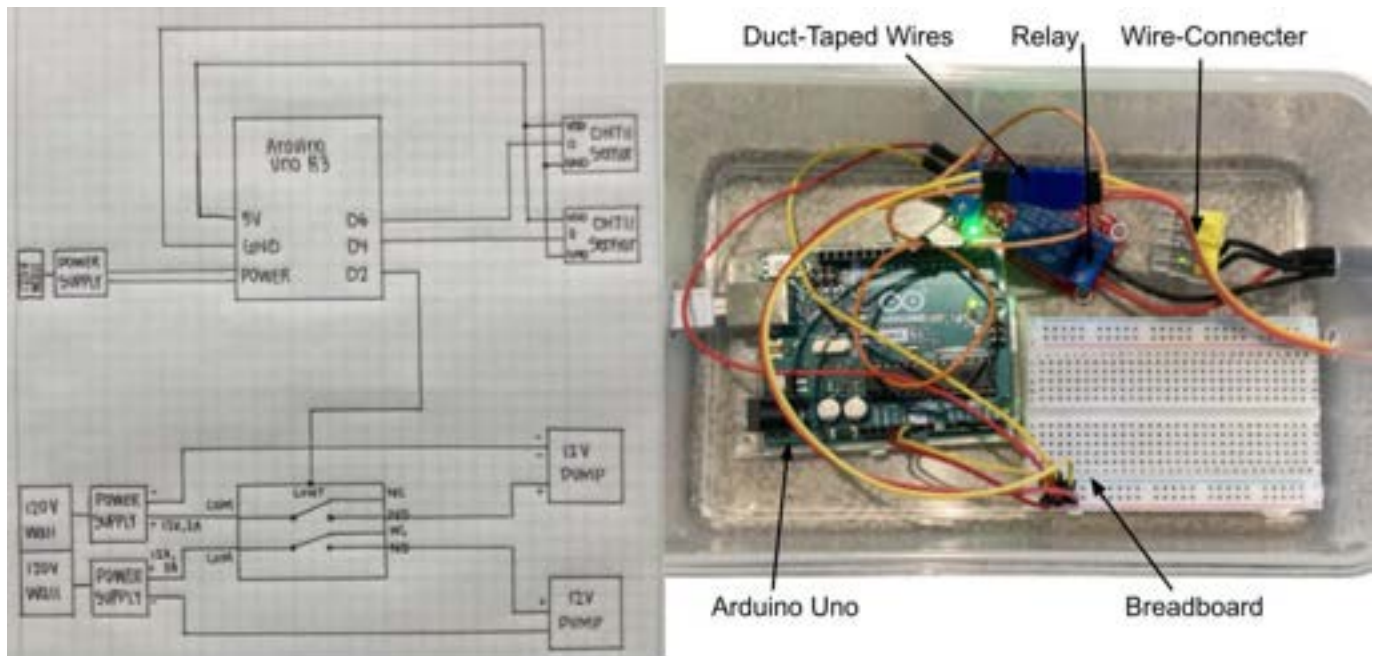 Arduino
Uno R3
5V
GND
POWER
D6
D4
D2
POWER
SUPPLY
VDD
GND
DHT11
Sensor
VDD
GND
DHT11
Sensor
12V
PUMP
-
+
120V
Wall
POWER
SUPPLY
-
+
COM
NC
NO
NC
NO
COM
120V
Wall
POWER
SUPPLY
+
-
+
12V
PUMP
Duct-Taped Wires
Relay
Wire-Connecter
Arduino Uno
Breadboard